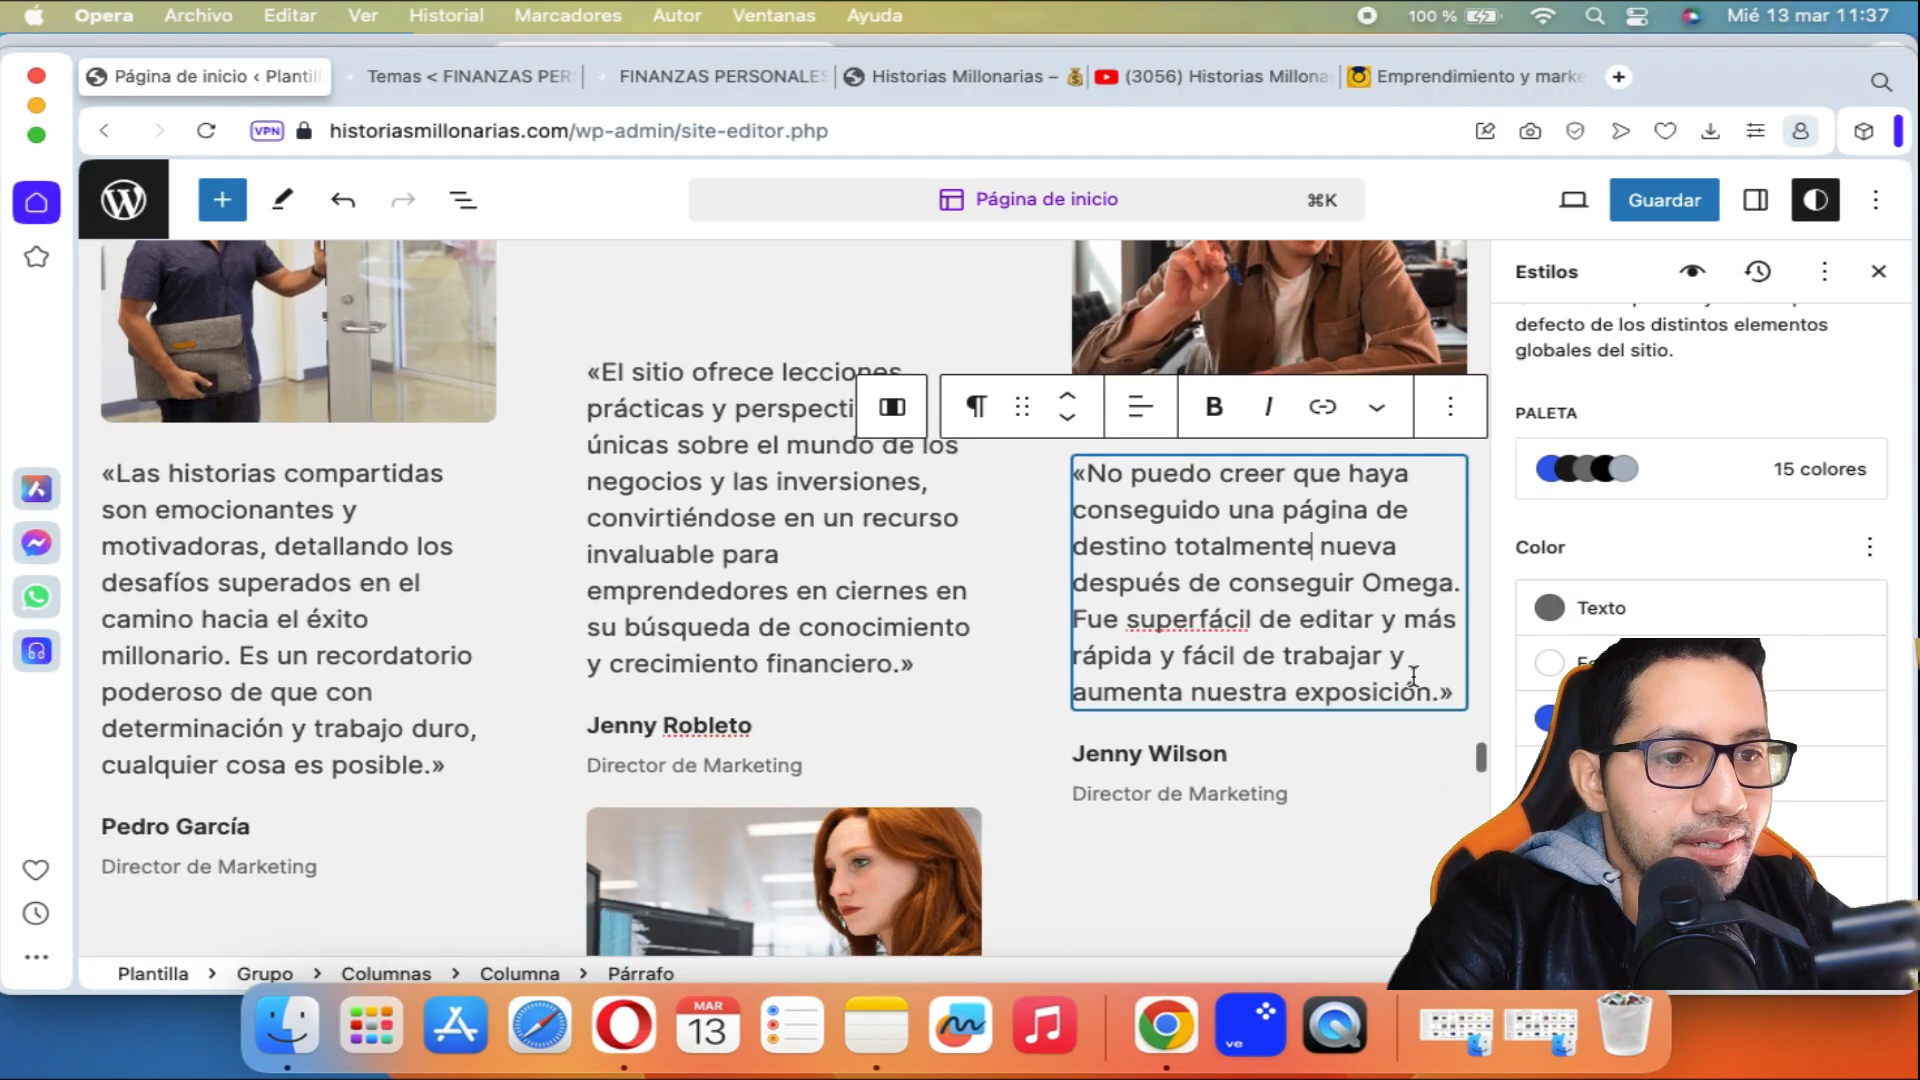 Opera Archivo Editar Ver Historial Marcadores Autor Ventanas Ayuda 100 % Mié 13 mar 11:37
Página de inicio ‹ Plantil
Temas < FINANZAS PER
FINANZAS PERSONALES
Historias Millonarias –
(3056) Historias Millona
Emprendimiento y marke
VPN historiasmillonarias.com/wp-admin/site-editor.php
Página de inicio ⌘K Guardar
Estilos
defecto de los distintos elementos
globales del sitio.
PALETA
15 colores
Color
Texto
«Las historias compartidas
son emocionantes y
motivadoras, detallando los
desafíos superados en el
camino hacia el éxito
millonario. Es un recordatorio
poderoso de que con
determinación y trabajo duro,
cualquier cosa es posible.»
Pedro García
Director de Marketing
«El sitio ofrece lecciones
prácticas y perspecti
únicas sobre el mundo de los
negocios y las inversiones,
convirtiéndose en un recurso
invaluable para
emprendedores en ciernes en
su búsqueda de conocimiento
y crecimiento financiero.»
Jenny Robleto
Director de Marketing
B I
«No puedo creer que haya
conseguido una página de
destino totalmente nueva
después de conseguir Omega.
Fue superfácil de editar y más
rápida y fácil de trabajar y
aumenta nuestra exposición.»
Jenny Wilson
Director de Marketing
Plantilla > Grupo > Columnas > Columna > Párrafo
MAR
13
ve